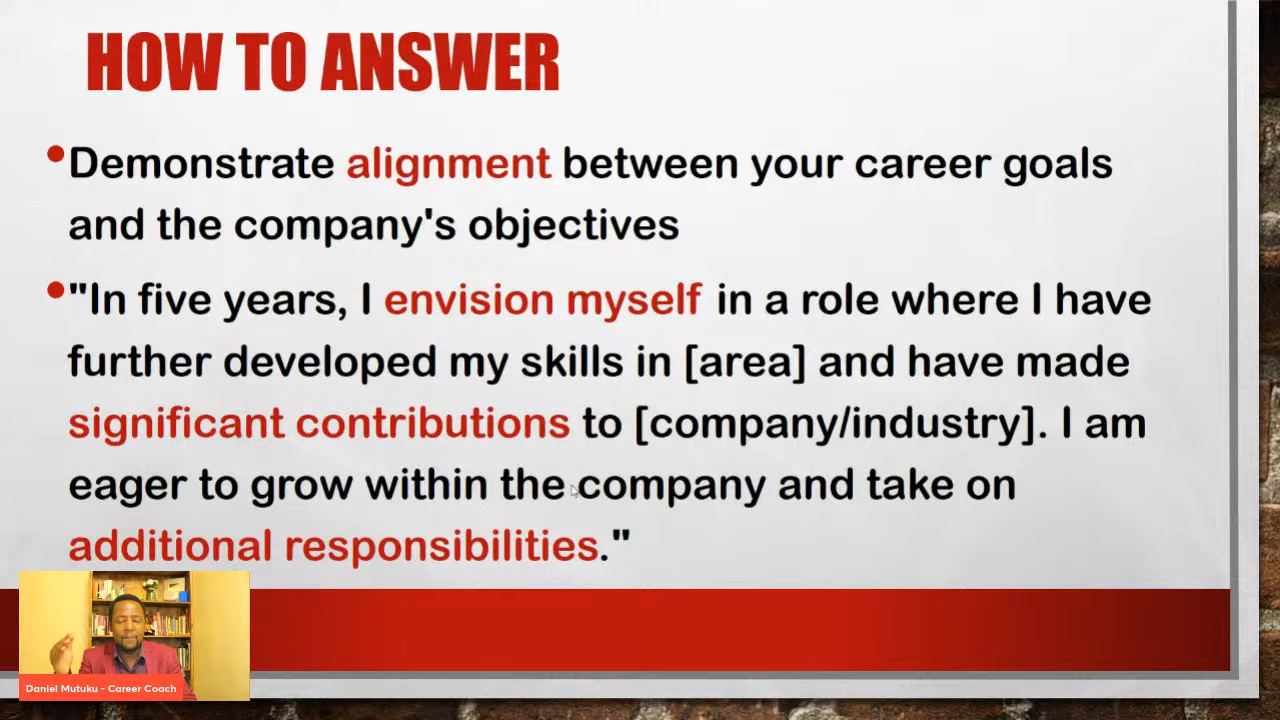 HOW TO ANSWER
•Demonstrate alignment between your career goals
and the company's objectives
•"In five years, I envision myself in a role where I have
further developed my skills in [area] and have made
significant contributions to [company/industry]. I am
eager to grow within the company and take on
additional responsibilities."
Daniel Mutuku - Career Coach